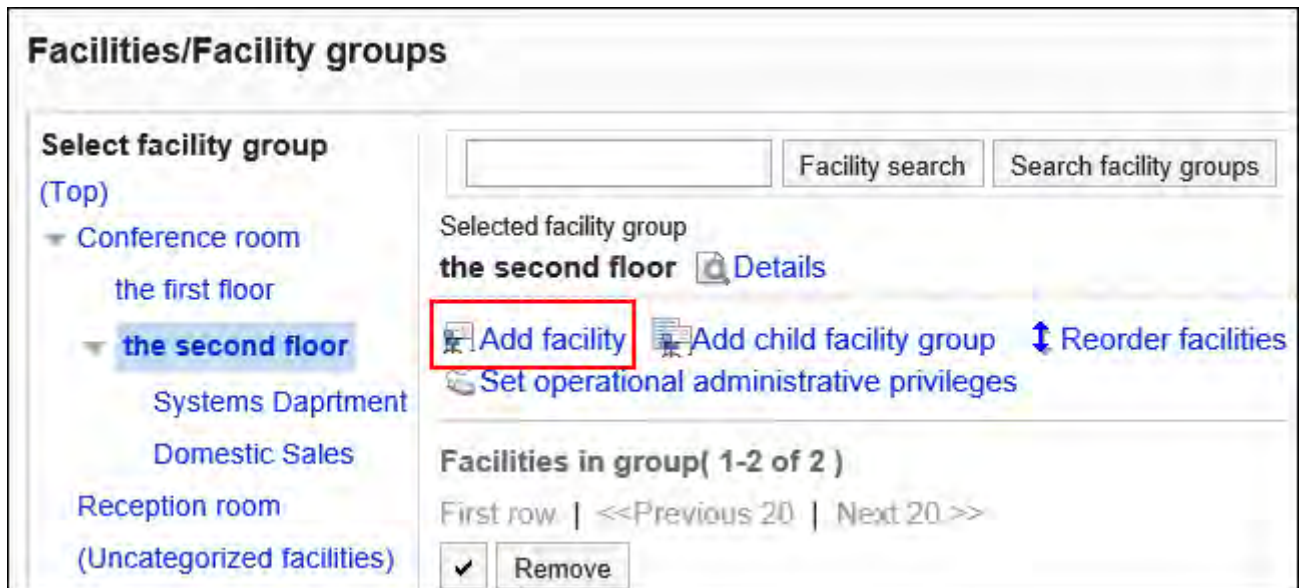 Facilities/Facility groups
Select facility group
(Top)
Conference room
the first floor
the second floor
Systems Daprtment
Domestic Sales
Reception room
(Uncategorized facilities)
Facility search
Search facility groups
Selected facility group
the second floor Details
Add facility Add child facility group Reorder facilities
Set operational administrative privileges
Facilities in group( 1-2 of 2 )
First row | <<Previous 20 | Next 20 >>
Remove